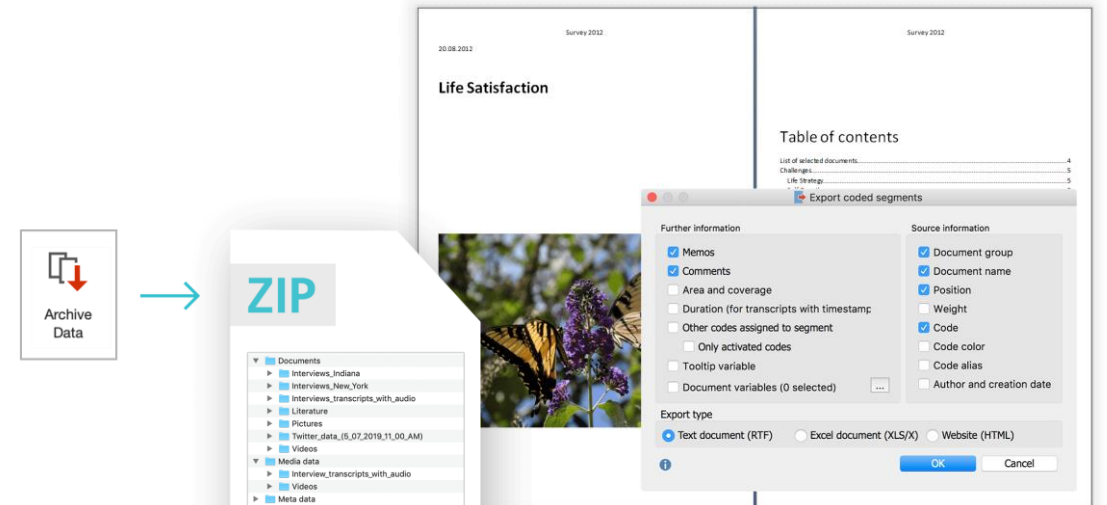 Survey 2012
20.08.2012
Life Satisfaction
Survey 2012
Table of contents
List of selected documents 4
Challenges 5
Life Strategy 5
Archive
Data
ZIP
Documents
Interviews_Indiana
Interviews_New_York
Interviews_transcripts_with_audio
Literature
Pictures
Twitter_data_(5_07_2019_11_00_AM)
Videos
Media data
Interview_transcripts_with_audio
Videos
Meta data
Export coded segments
Further information
Memos
Comments
Area and coverage
Duration (for transcripts with timestamp
Other codes assigned to segment
Only activated codes
Tooltip variable
Document variables (0 selected) ...
Source information
Document group
Document name
Position
Weight
Code
Code color
Code alias
Author and creation date
Export type
Text document (RTF) Excel document (XLS/X) Website (HTML)
OK Cancel